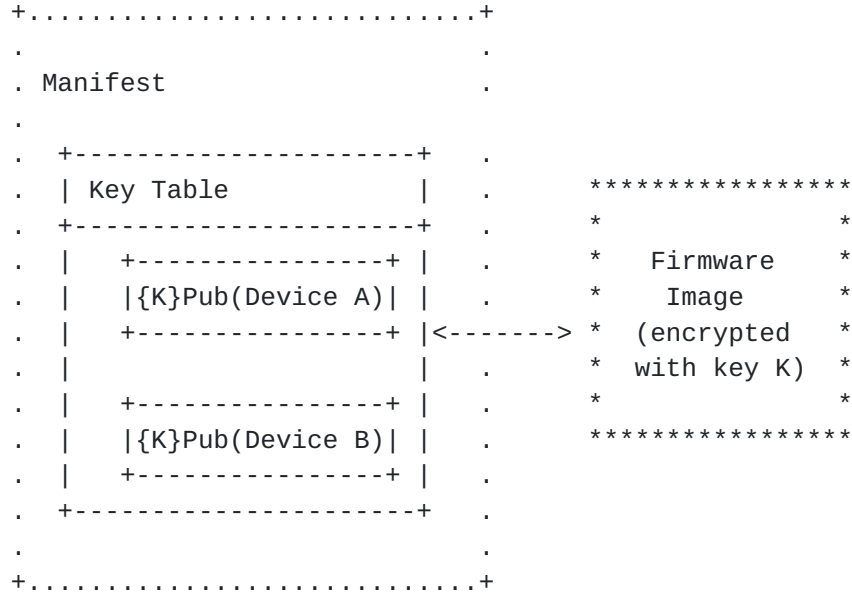 +.............................+
.                             .
. Manifest                    .
.
.  +----------------------+   .
.  | Key Table            |   .      *****************
.  +----------------------+   .      *               *
.  |   +----------------+ |   .      *   Firmware    *
.  |   |{K}Pub(Device A)| |   .      *    Image      *
.  |   +----------------+ |<-------> *  (encrypted   *
.  |                      |   .      *  with key K)  *
.  |   +----------------+ |   .      *               *
.  |   |{K}Pub(Device B)| |   .      *****************
.  |   +----------------+ |   .
.  +----------------------+   .
.                             .
+.............................+